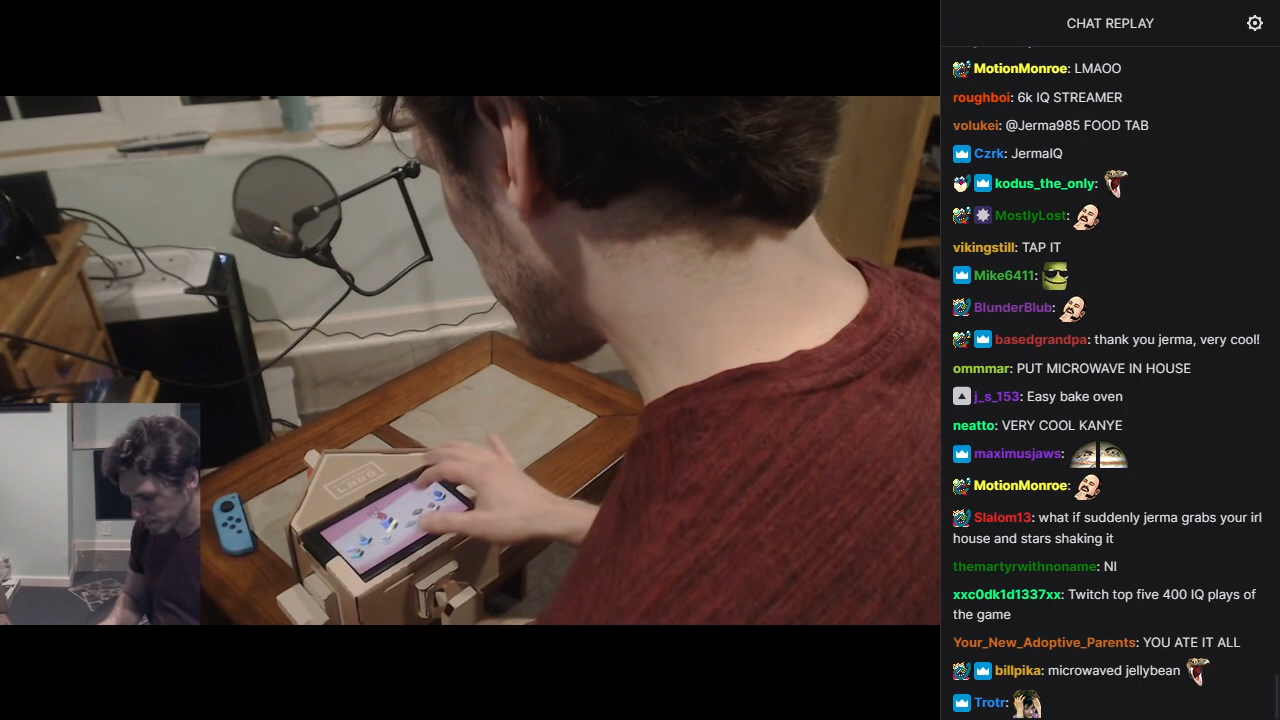 CHAT REPLAY
MotionMonroe: LMAOO
roughboi: 6k IQ STREAMER
volukei: @Jerma985 FOOD TAB
Czrk: JermaIQ
kodus_the_only:
MostlyLost:
vikingstill: TAP IT
Mike6411:
BlunderBlub:
basedgrandpa: thank you jerma, very cool!
ommmar: PUT MICROWAVE IN HOUSE
j_s_153: Easy bake oven
neatto: VERY COOL KANYE
maximusjaws:
MotionMonroe:
Slalom13: what if suddenly jerma grabs your irl
house and stars shaking it
themartyrwithnoname: NI
xxc0dk1d1337xx: Twitch top five 400 IQ plays of
the game
Your_New_Adoptive_Parents: YOU ATE IT ALL
billpika: microwaved jellybean
Trotr:
LABO